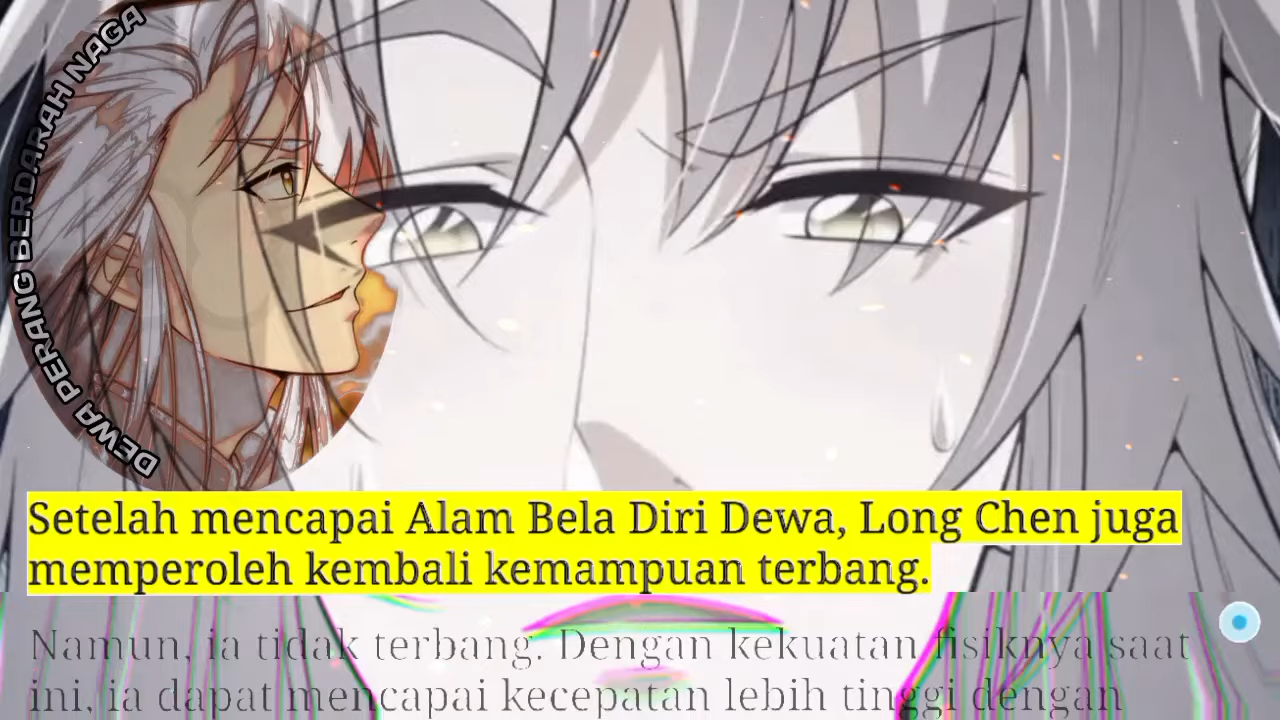 DEWA PERANG BERDARAH NAGA
Setelah mencapai Alam Bela Diri Dewa, Long Chen juga
memperoleh kembali kemampuan terbang.
Namun, ia tidak terbang. Dengan kekuatan fisiknya saat
ini, ia dapat mencapai kecepatan lebih tinggi dengan